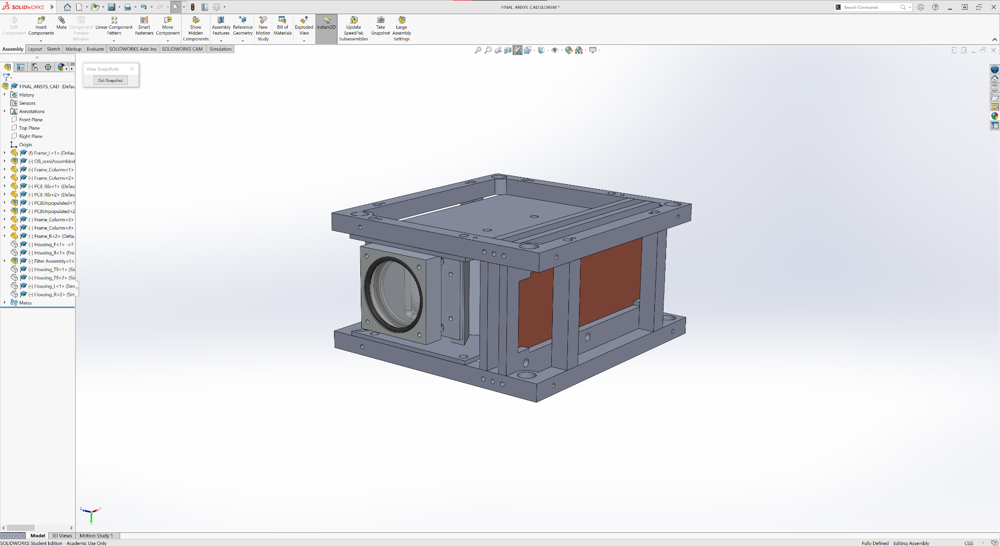 SOLIDWORKS
FINAL_ANSYS_CAD.SLDASM *
Search Commands
Edit Component
Insert Components
Mate
Component Preview Window
Linear Component Pattern
Smart Fasteners
Move Component
Show Hidden Components
Assembly Features
Reference Geometry
New Motion Study
Bill of Materials
Exploded View
Instant3D
Update SpeedPak Subassemblies
Take Snapshot
Large Assembly Settings
Assembly
Layout
Sketch
Markup
Evaluate
SOLIDWORKS Add-Ins
SOLIDWORKS CAM
Simulation
View Snapshots
Exit Snapshot
FINAL_ANSYS_CAD (Defau
History
Sensors
Annotations
Front Plane
Top Plane
Right Plane
Origin
(f) Frame_L<1> (Defau
(-) OB_semiAssembled
(-) Frame_Column<1>
(-) Frame_Column<2>
(-) PCB_Rib<1> (Defau
(-) PCB_Rib<2> (Defau
(-) PCBUnpopulated<1
(-) PCBUnpopulated<2
(-) Frame_Column<3>
(-) Frame_Column<4>
(-) Frame_R<2> (Defau
(-) Housing_F<1> ->?
(-) Housing_B<1> (Fro
(-) Filter Assembly<1>
(-) Housing_TB<1> (Si
(-) Housing_TB<2> (Si
(-) Housing_L<1> (Sim
(-) Housing_R<2> (Sim
Mates
Z
X
Model
3D Views
Motion Study 1
SOLIDWORKS Student Edition - Academic Use Only
Fully Defined
Editing Assembly
CGS